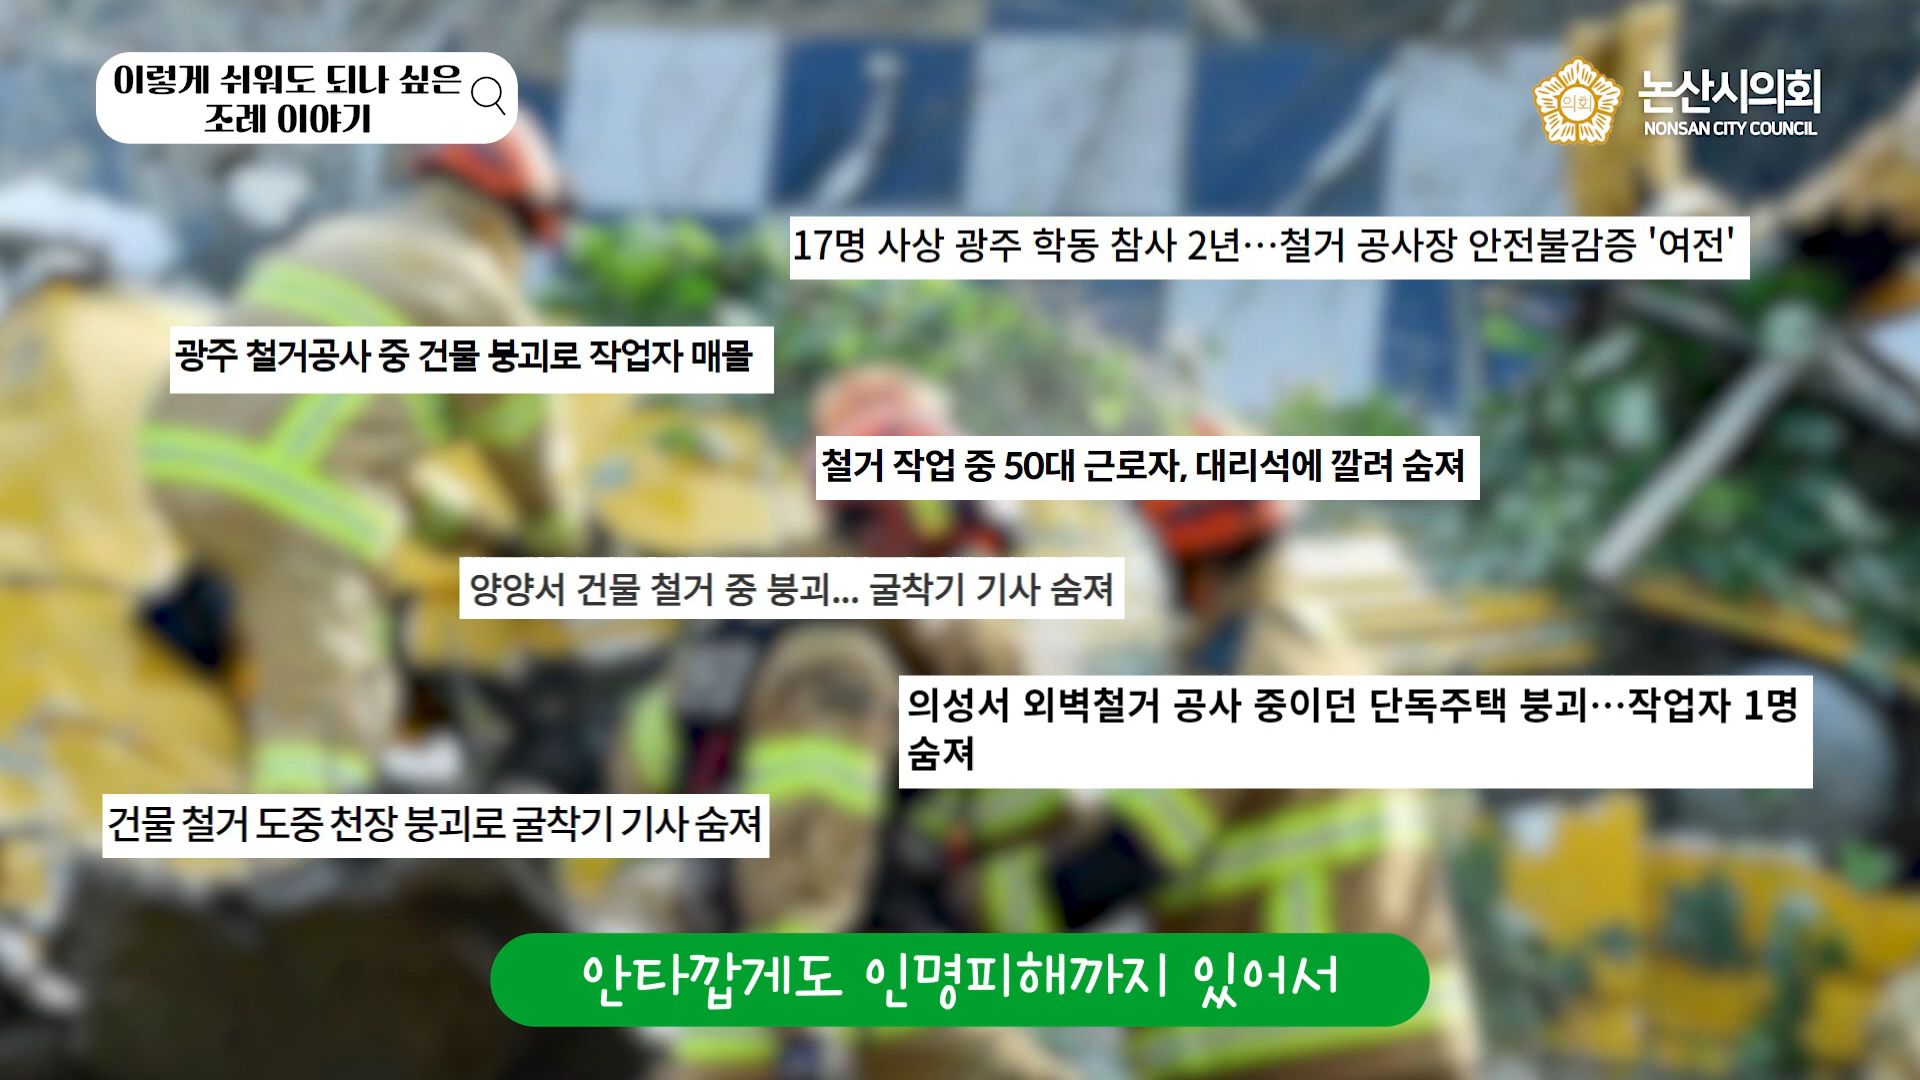 이렇게 쉬워도 되나 싶은
조례 이야기
의회
논산시의회
NONSAN CITY COUNCIL
17명 사상 광주 학동 참사 2년…철거 공사장 안전불감증 '여전'
광주 철거공사 중 건물 붕괴로 작업자 매몰
철거 작업 중 50대 근로자, 대리석에 깔려 숨져
양양서 건물 철거 중 붕괴... 굴착기 기사 숨져
의성서 외벽철거 공사 중이던 단독주택 붕괴…작업자 1명
숨져
건물 철거 도중 천장 붕괴로 굴착기 기사 숨져
안타깝게도 인명피해까지 있어서